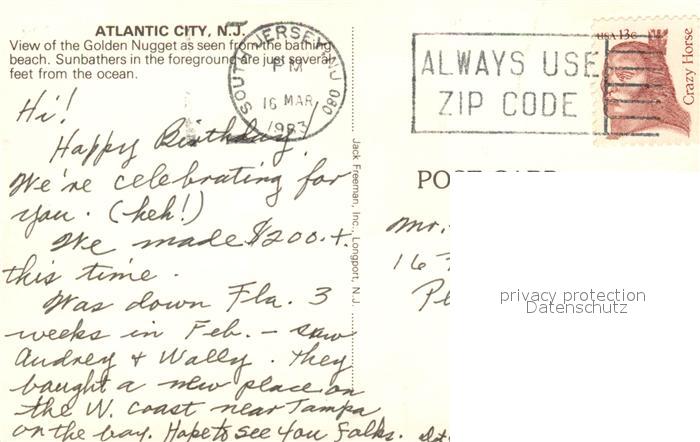 ATLANTIC CITY, N.J.
View of the Golden Nugget as seen from the bathing
beach. Sunbathers in the foreground are just several
feet from the ocean.
SOUTH JERSEY NJ 080
PM
16 MAR
1983
ALWAYS USE
ZIP CODE
USA 13c
Crazy Horse
Hi!
Happy Birthday!
We're celebrating for
you. (heh!)
We made $200.+
this time.
Was down Fla. 3
weeks in Feb. – saw
Audrey & Wally. They
baught a new place on
the W. coast near Tampa
on the bay. Hope to see you folks.
Jack Freeman, Inc., Longport, N.J.
POST CARD
Mr.
16
privacy protection
Datenschutz